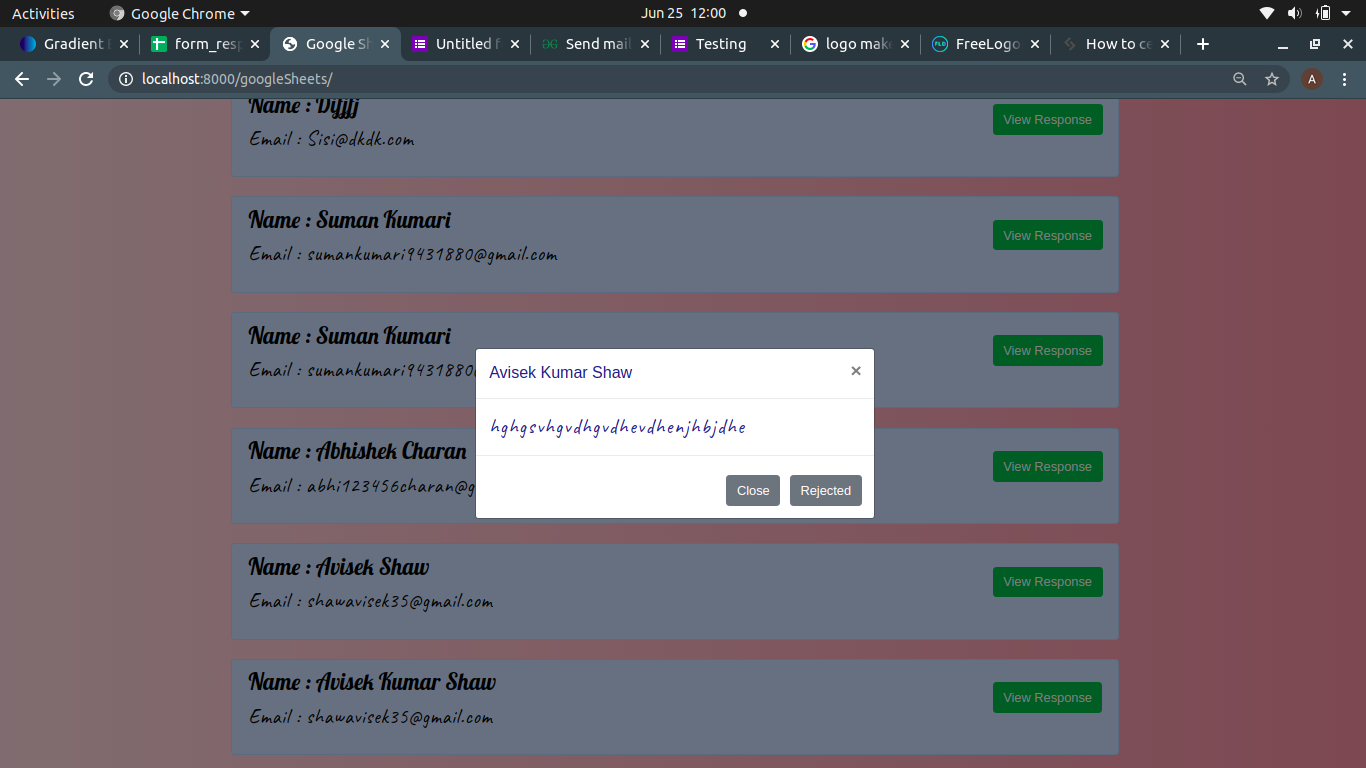 Activities Google Chrome Jun 25 12:00
Gradient form_resp Google Sh Untitled f Send mail Testing logo make FreeLogo How to ce
localhost:8000/googleSheets/
Name : Difjfj
View Response
Email : Sisi@dkdk.com
Name : Suman Kumari
View Response
Email : sumankumari9431880@gmail.com
Name : Suman Kumari
View Response
Email : sumankumari9431880
Avisek Kumar Shaw ×
hghgsvhgvdhgvdhevdhenjhbjdhe
Close Rejected
Name : Abhishek Charan
View Response
Email : abhi123456charan@g
Name : Avisek Shaw
View Response
Email : shawavisek35@gmail.com
Name : Avisek Kumar Shaw
View Response
Email : shawavisek35@gmail.com